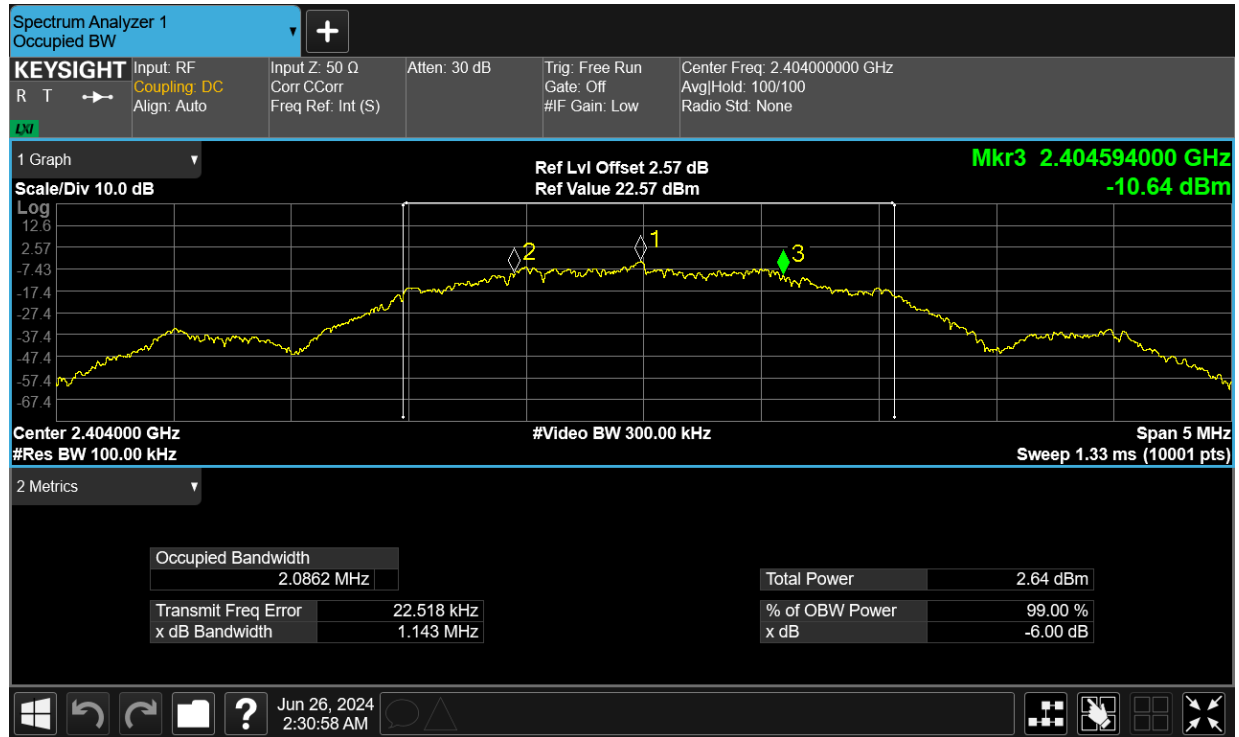 Spectrum Analyzer 1
Occupied BW
KEYSIGHT
R T
LXI
Input: RF
Coupling: DC
Align: Auto
Input Z: 50 Ω
Corr CCorr
Freq Ref: Int (S)
Atten: 30 dB
Trig: Free Run
Gate: Off
#IF Gain: Low
Center Freq: 2.404000000 GHz
Avg|Hold: 100/100
Radio Std: None
1 Graph
Scale/Div 10.0 dB
Ref Lvl Offset 2.57 dB
Ref Value 22.57 dBm
Mkr3 2.404594000 GHz
-10.64 dBm
Log
12.6
2.57
-7.43
-17.4
-27.4
-37.4
-47.4
-57.4
-67.4
2
1
3
Center 2.404000 GHz
#Video BW 300.00 kHz
Span 5 MHz
#Res BW 100.00 kHz
Sweep 1.33 ms (10001 pts)
2 Metrics
Occupied Bandwidth
2.0862 MHz
Transmit Freq Error 22.518 kHz
x dB Bandwidth 1.143 MHz
Total Power 2.64 dBm
% of OBW Power 99.00 %
x dB -6.00 dB
?
Jun 26, 2024
2:30:58 AM